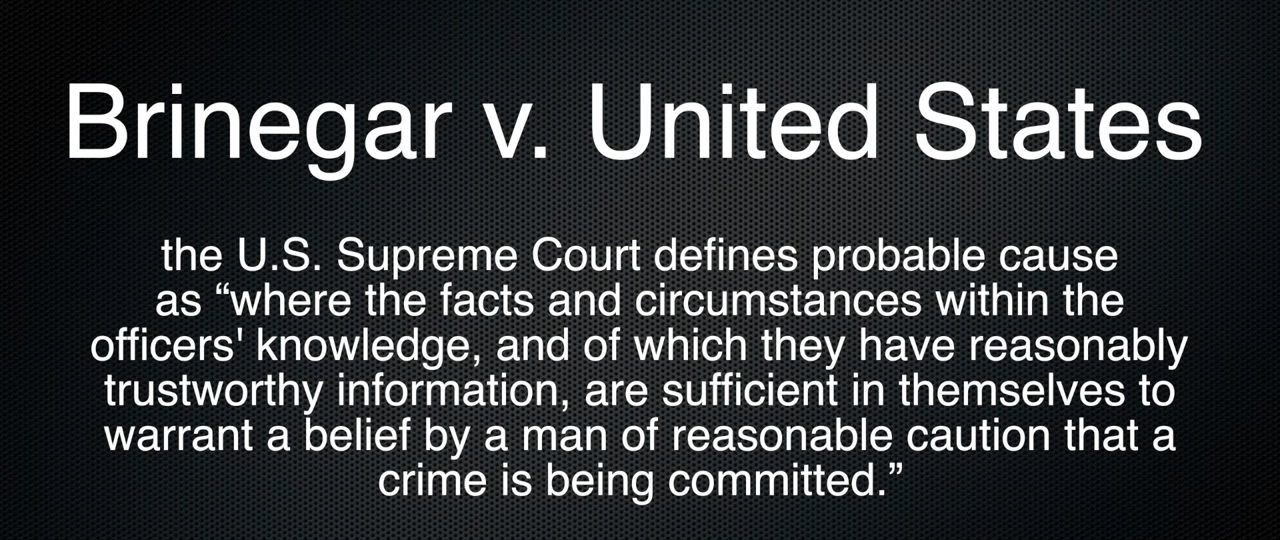 Brinegar v. United States
the U.S. Supreme Court defines probable cause
as “where the facts and circumstances within the
officers' knowledge, and of which they have reasonably
trustworthy information, are sufficient in themselves to
warrant a belief by a man of reasonable caution that a
crime is being committed.”